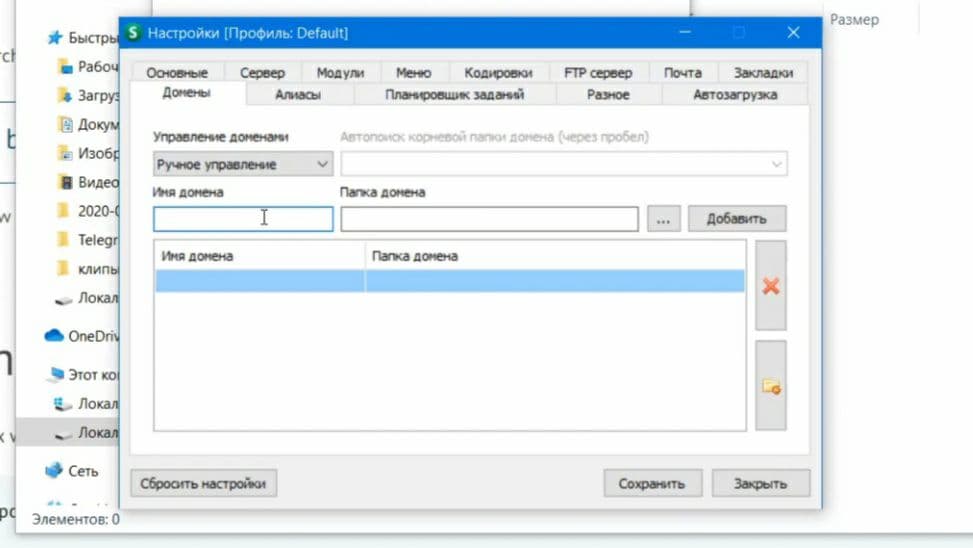 Размер
Настройки [Профиль: Default]
Основные Сервер Модули Меню Кодировки FTP сервер Почта Закладки
Домены Алиасы Планировщик заданий Разное Автозагрузка
Управление доменами Автопоиск корневой папки домена (через пробел)
Ручное управление
Имя домена Папка домена
... Добавить
Имя домена Папка домена
Сбросить настройки Сохранить Закрыть
Быстры
Рабоч
Загруз
Докум
Изобр
Видео
2020-0
Telegr
клипы
Локал
OneDriv
Этот ко
Локал
Локал
Сеть
Элементов: 0